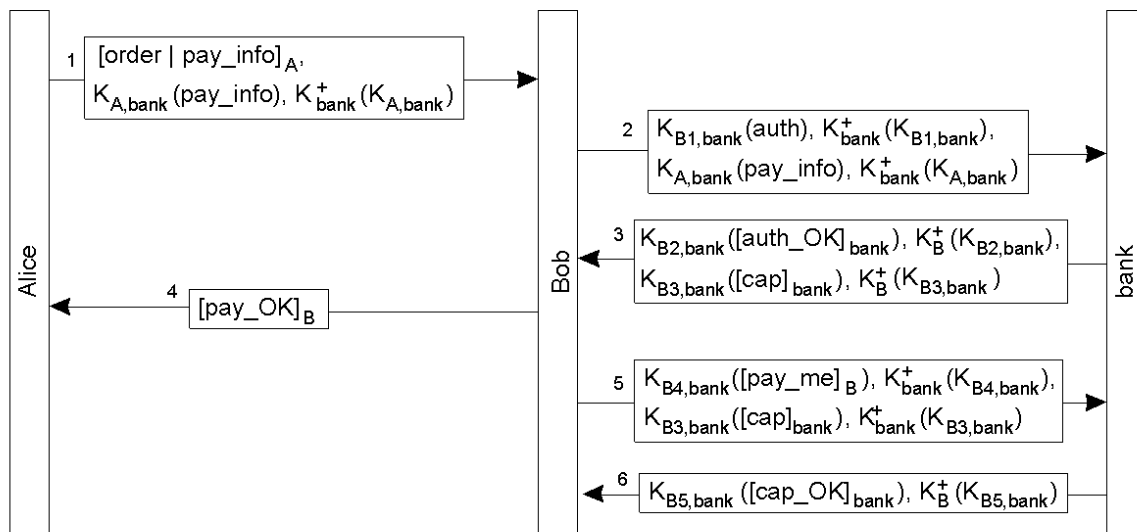 Alice
Bob
bank
1
[order | pay_info]A,
KA,bank(pay_info), K+bank(KA,bank)
2
KB1,bank(auth), K+bank(KB1,bank),
KA,bank(pay_info), K+bank(KA,bank)
3
KB2,bank([auth_OK]bank), K+B(KB2,bank),
KB3,bank([cap]bank), K+B(KB3,bank)
4
[pay_OK]B
5
KB4,bank([pay_me]B), K+bank(KB4,bank),
KB3,bank([cap]bank), K+bank(KB3,bank)
6
KB5,bank([cap_OK]bank), K+B(KB5,bank)